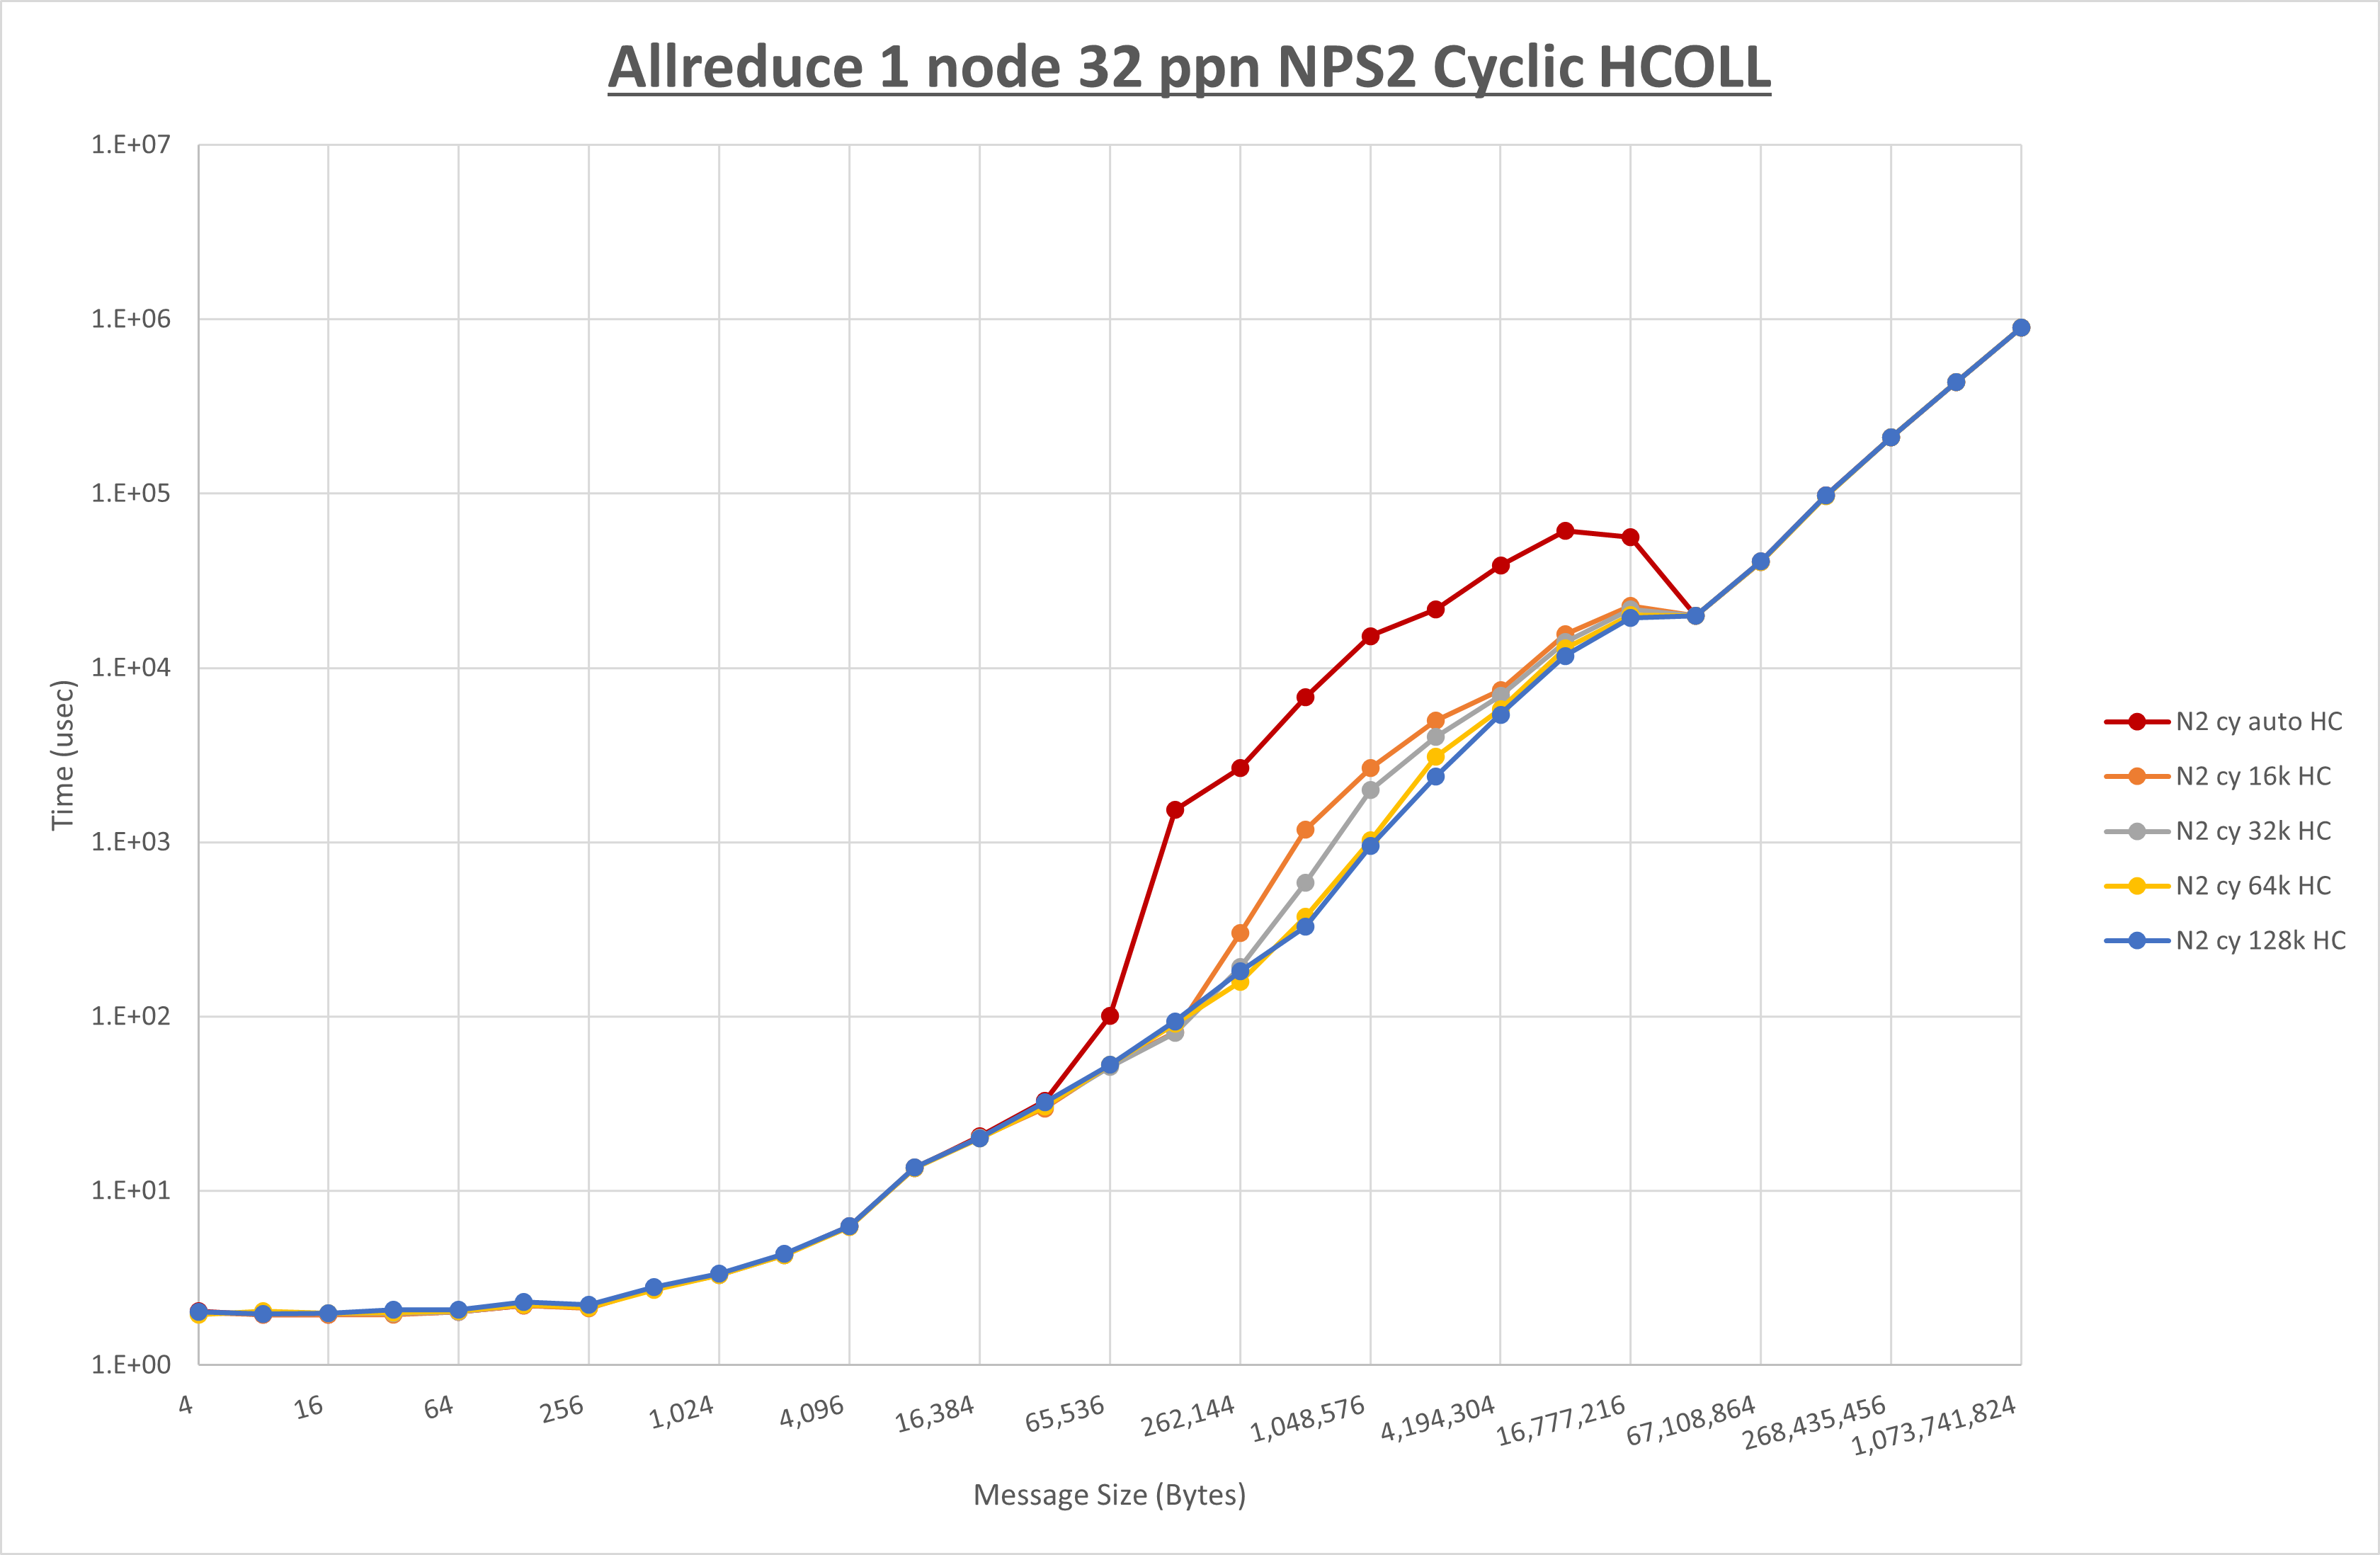 Allreduce 1 node 32 ppn NPS2 Cyclic HCOLL
1.E+07
1.E+06
1.E+05
1.E+04
1.E+03
1.E+02
1.E+01
1.E+00
Time (usec)
4
16
64
256
1,024
4,096
16,384
65,536
262,144
1,048,576
4,194,304
16,777,216
67,108,864
268,435,456
1,073,741,824
Message Size (Bytes)
N2 cy auto HC
N2 cy 16k HC
N2 cy 32k HC
N2 cy 64k HC
N2 cy 128k HC